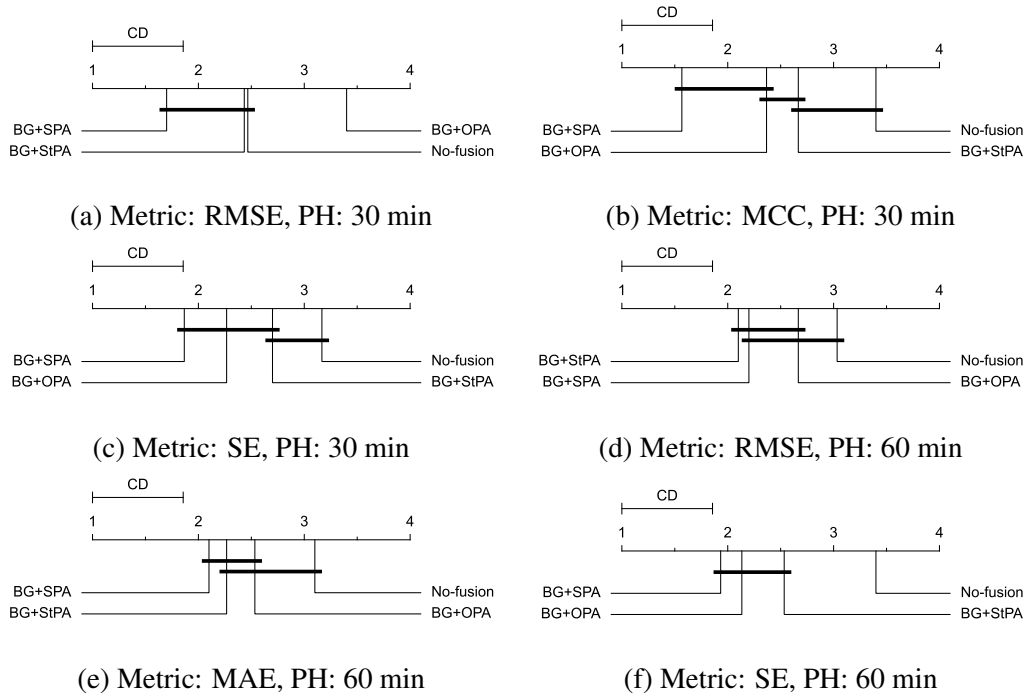 CD
1 2 3 4
BG+SPA
BG+StPA
BG+OPA
No-fusion
(a) Metric: RMSE, PH: 30 min
CD
1 2 3 4
BG+SPA
BG+OPA
No-fusion
BG+StPA
(b) Metric: MCC, PH: 30 min
CD
1 2 3 4
BG+SPA
BG+OPA
No-fusion
BG+StPA
(c) Metric: SE, PH: 30 min
CD
1 2 3 4
BG+StPA
BG+SPA
No-fusion
BG+OPA
(d) Metric: RMSE, PH: 60 min
CD
1 2 3 4
BG+SPA
BG+StPA
No-fusion
BG+OPA
(e) Metric: MAE, PH: 60 min
CD
1 2 3 4
BG+SPA
BG+OPA
No-fusion
BG+StPA
(f) Metric: SE, PH: 60 min